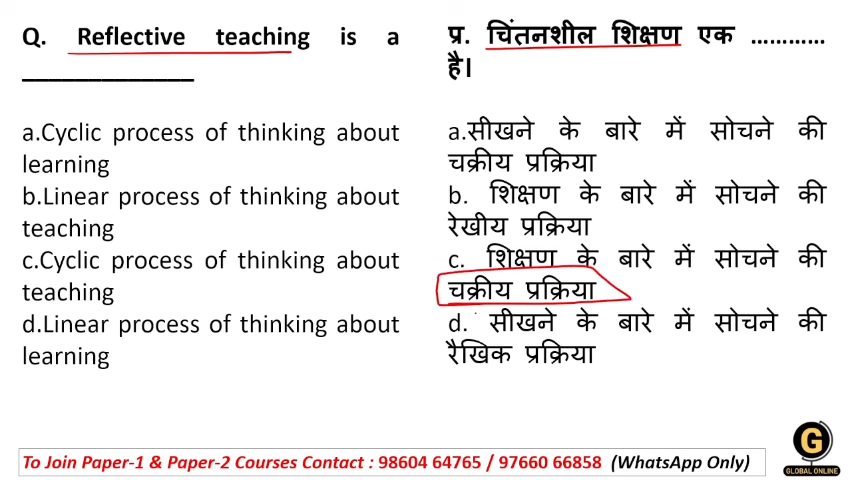 Q. Reflective teaching is a
______________
a.Cyclic process of thinking about
learning
b.Linear process of thinking about
teaching
c.Cyclic process of thinking about
teaching
d.Linear process of thinking about
learning
प्र. चिंतनशील शिक्षण एक …………
है।
a.सीखने के बारे में सोचने की
चक्रीय प्रक्रिया
b. शिक्षण के बारे में सोचने की
रेखीय प्रक्रिया
c. शिक्षण के बारे में सोचने की
चक्रीय प्रक्रिया
d. सीखने के बारे में सोचने की
रैखिक प्रक्रिया
G
GLOBAL ONLINE
To Join Paper-1 & Paper-2 Courses Contact : 98604 64765 / 97660 66858 (WhatsApp Only)